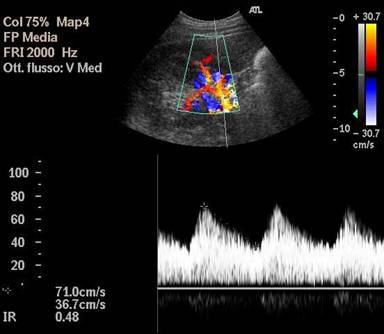 Col 75% Map4
FP Media
FRI 2000 Hz
Ott. flusso: V Med
ATL
0
5
10
+ 30.7
- 30.7
cm/s
100
80
60
40
20
71.0cm/s
36.7cm/s
IR 0.48